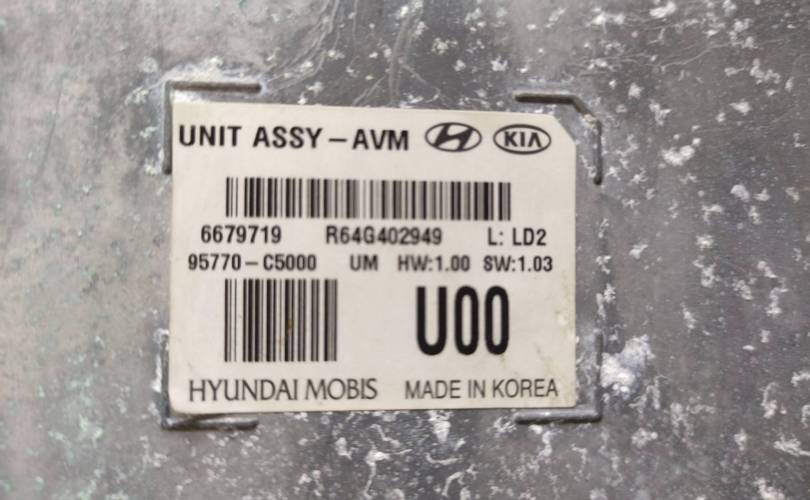 UNIT ASSY-AVM KIA
6679719 R64G402949 L: LD2
95770-C5000 UM HW:1.00 SW:1.03
U00
HYUNDAI MOBIS MADE IN KOREA